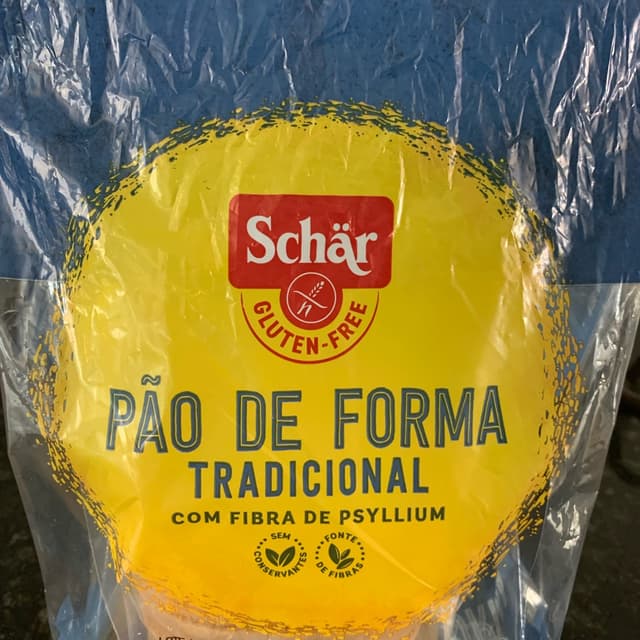 Schär
GLUTEN-FREE
PÃO DE FORMA
TRADICIONAL
COM FIBRA DE PSYLLIUM
SEM
CONSERVANTES
FONTE
DE FIBRAS